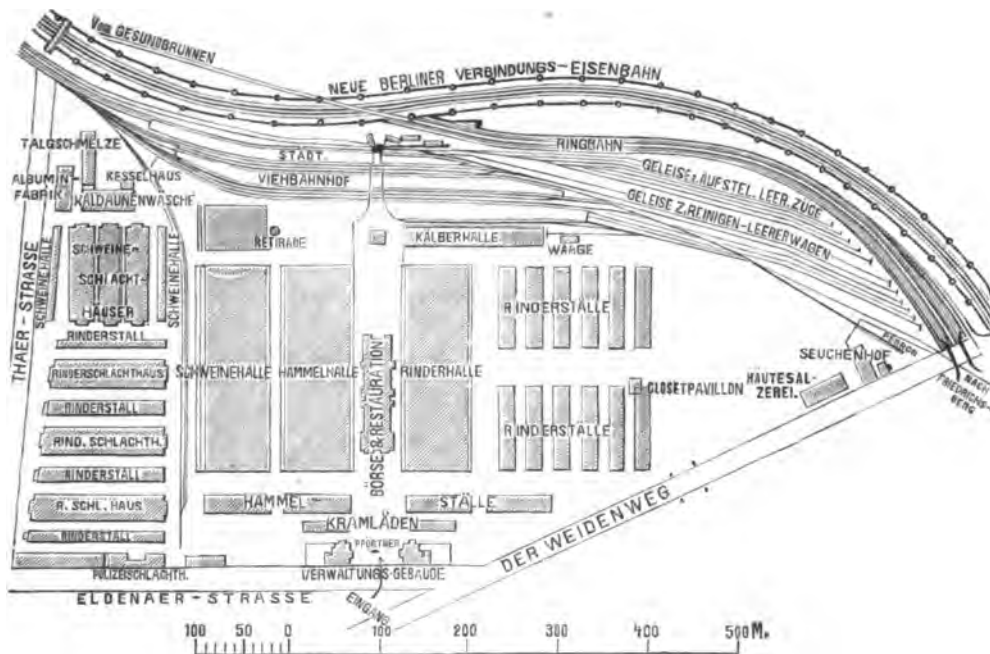 Vom GESUNDBRUNNEN
NEUE BERLINER VERBINDUNGS-EISENBAHN
RINGBAHN
STÄDT.
VIEHBAHNHOF
GELEISE Z. AUFSTEL. LEER. ZÜGE
GELEISE Z. REINIGEN-LEERER WAGEN
TALGSCHMELZE
KESSELHAUS
ALBUMIN-
FABRIK
KALDAUNENWÄSCHE
RETIRADE
KÄLBERHALLE
WAAGE
THAER-STRASSE
SCHWEINEHALLE
SCHWEINE-
SCHLACHT-
HÄUSER
SCHWEINEHALLE
RINDERSTÄLLE
RINDERSTALL
PERRON
SEUCHENHOF
NACH
FRIEDRICHS-
BERG
RINDERSCHLACHTHAUS
SCHWEINEHALLE
HAMMELHALLE
BÖRSE & RESTAURATION
RINDERHALLE
CLOSETPAVILLON
HÄUTESAL-
ZEREI.
RINDERSTALL
RINDERSTÄLLE
RIND. SCHLACHTH.
RINDERSTALL
R. SCHL. HAUS
HAMMEL
STÄLLE
KRAMLÄDEN
RINDERSTALL
PFÖRTNER
DER WEIDENWEG
POLIZEISCHLACHTH.
VERWALTUNGS-GEBÄUDE
ELDENAER-STRASSE
EINGANG
100 50 0 100 200 300 400 500 M.